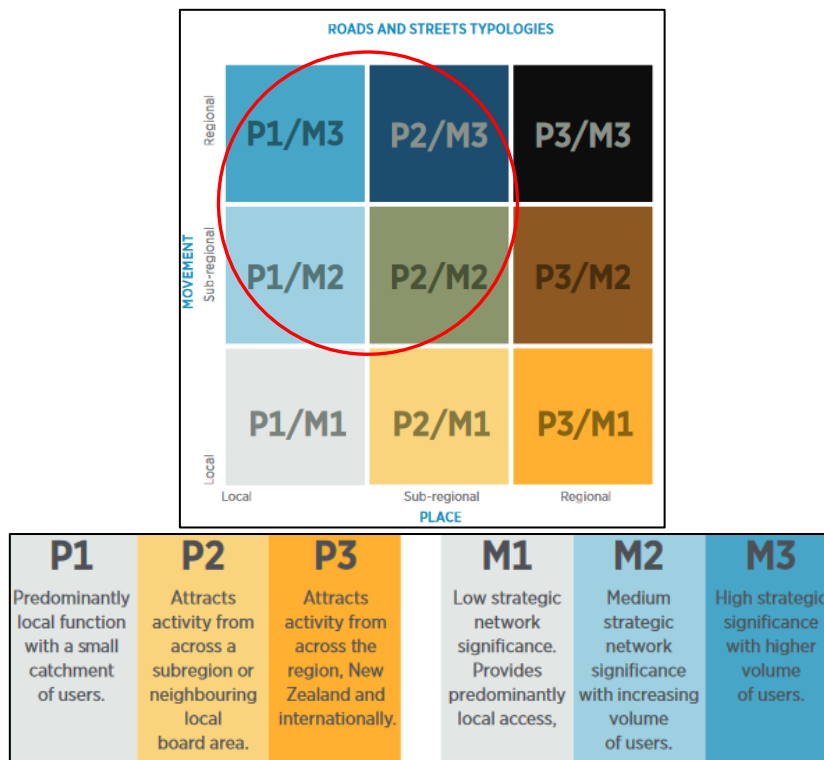 ROADS AND STREETS TYPOLOGIES
MOVEMENT
Regional
P1/M3
P2/M3
P3/M3
Sub-regional
P1/M2
P2/M2
P3/M2
Local
P1/M1
P2/M1
P3/M1
Local
Sub-regional
Regional
PLACE
P1
Predominantly
local function
with a small
catchment
of users.
P2
Attracts
activity from
across a
subregion or
neighbouring
local
board area.
P3
Attracts
activity from
across the
region, New
Zealand and
internationally.
M1
Low strategic
network
significance.
Provides
predominantly
local access,
M2
Medium
strategic
network
significance
with increasing
volume
of users.
M3
High strategic
significance
with higher
volume
of users.